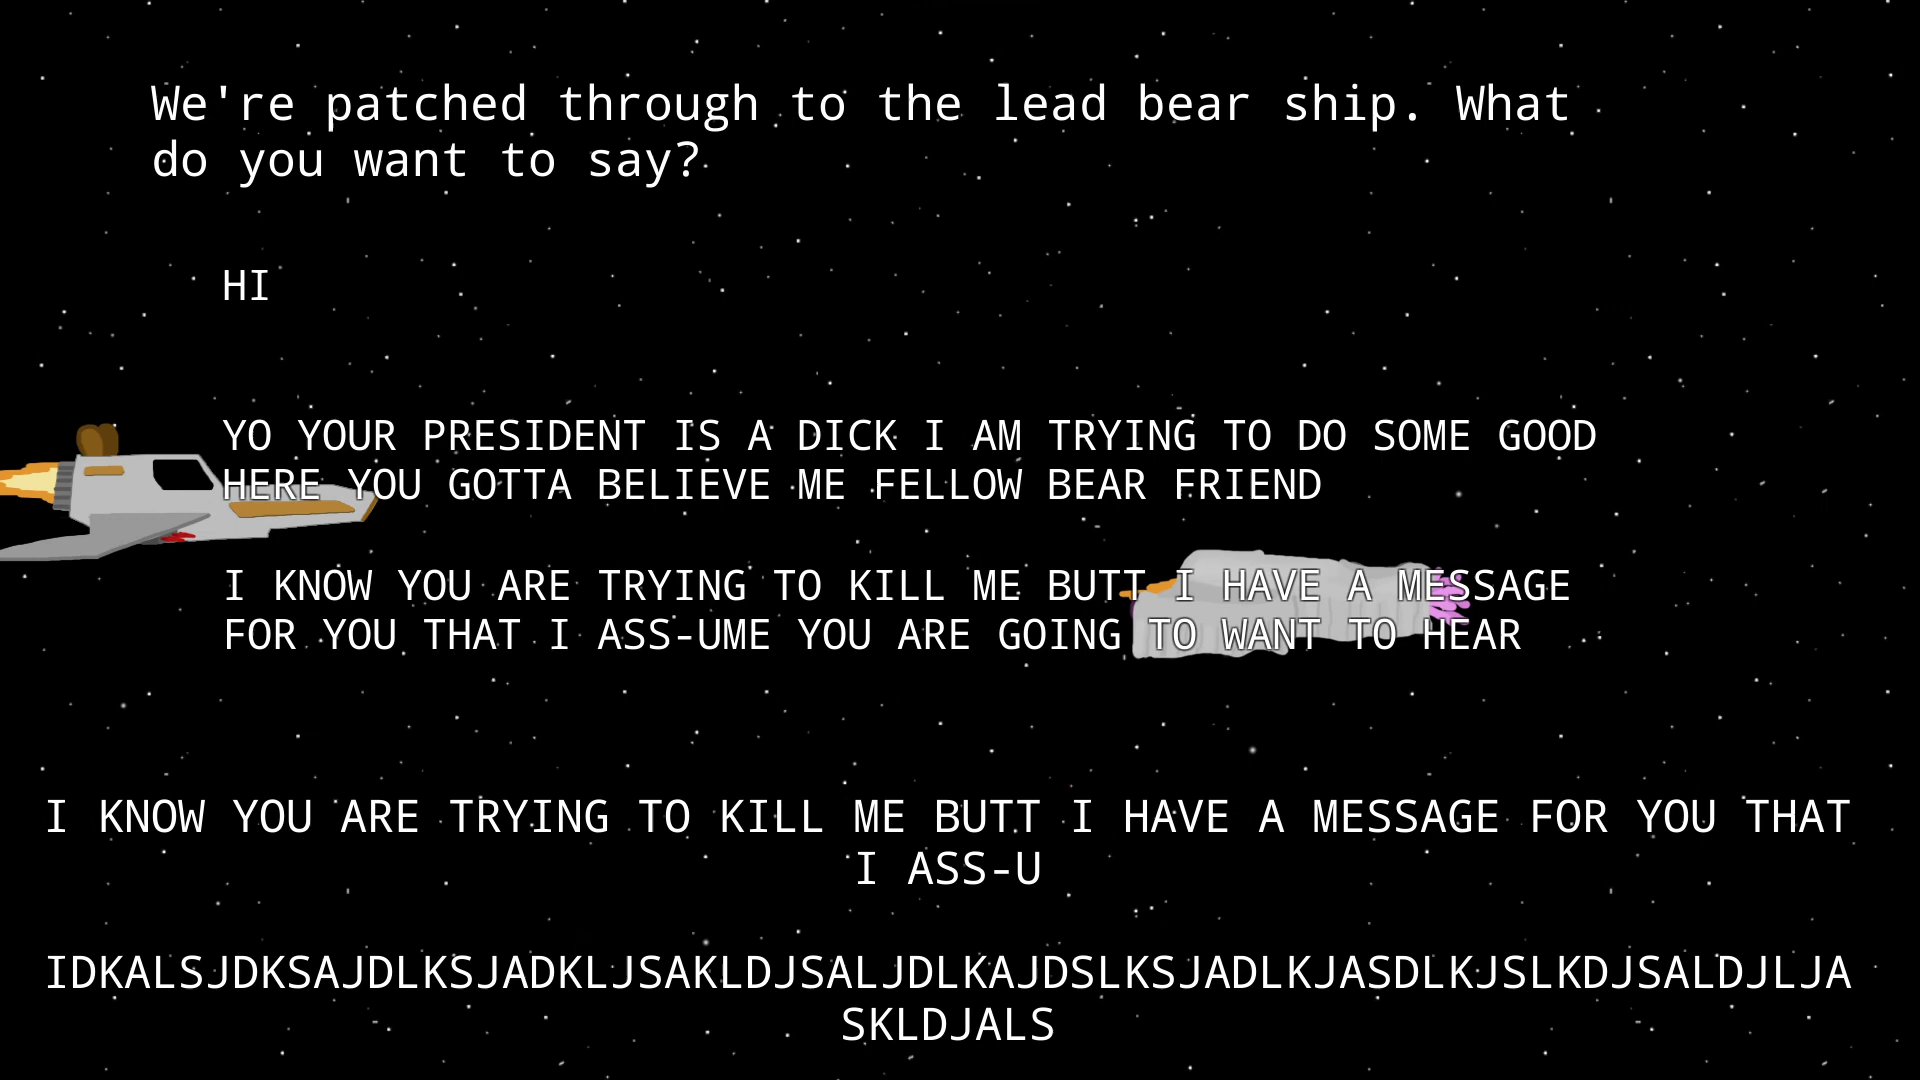 We're patched through to the lead bear ship. What
do you want to say?
HI
YO YOUR PRESIDENT IS A DICK I AM TRYING TO DO SOME GOOD
HERE YOU GOTTA BELIEVE ME FELLOW BEAR FRIEND
I KNOW YOU ARE TRYING TO KILL ME BUTT I HAVE A MESSAGE
FOR YOU THAT I ASS-UME YOU ARE GOING TO WANT TO HEAR
I KNOW YOU ARE TRYING TO KILL ME BUTT I HAVE A MESSAGE FOR YOU THAT
I ASS-U
IDKALSJDKSAJDLKSJADKLJSAKLDJSALJDLKAJDSLKSJADLKJASDLKJSLKDJSALDJLJA
SKLDJALS